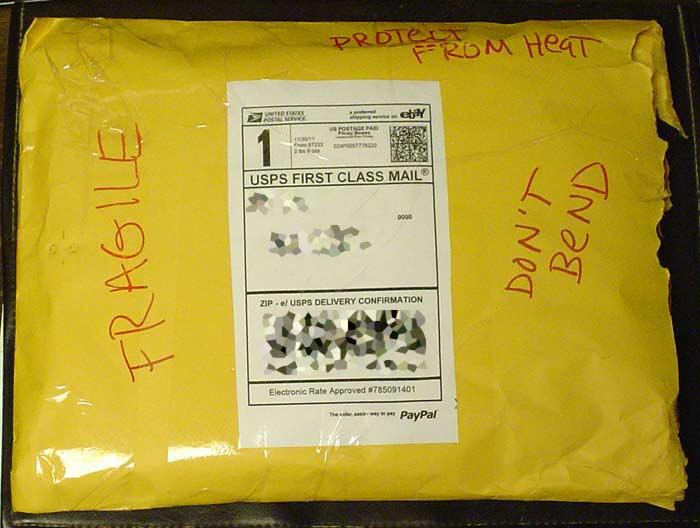 PROTECT
FROM HEAT
FRAGILE
UNITED STATES
POSTAL SERVICE
a preferred
shipping service on ebaY
1
11/30/11
From 97222
0 lbs 9 ozs
US POSTAGE PAID
Pitney Bowes
024P0007776220
USPS FIRST CLASS MAIL®
0000
ZIP - e/ USPS DELIVERY CONFIRMATION
Electronic Rate Approved #785091401
The safer, easier way to pay PayPal
DON'T
BEND